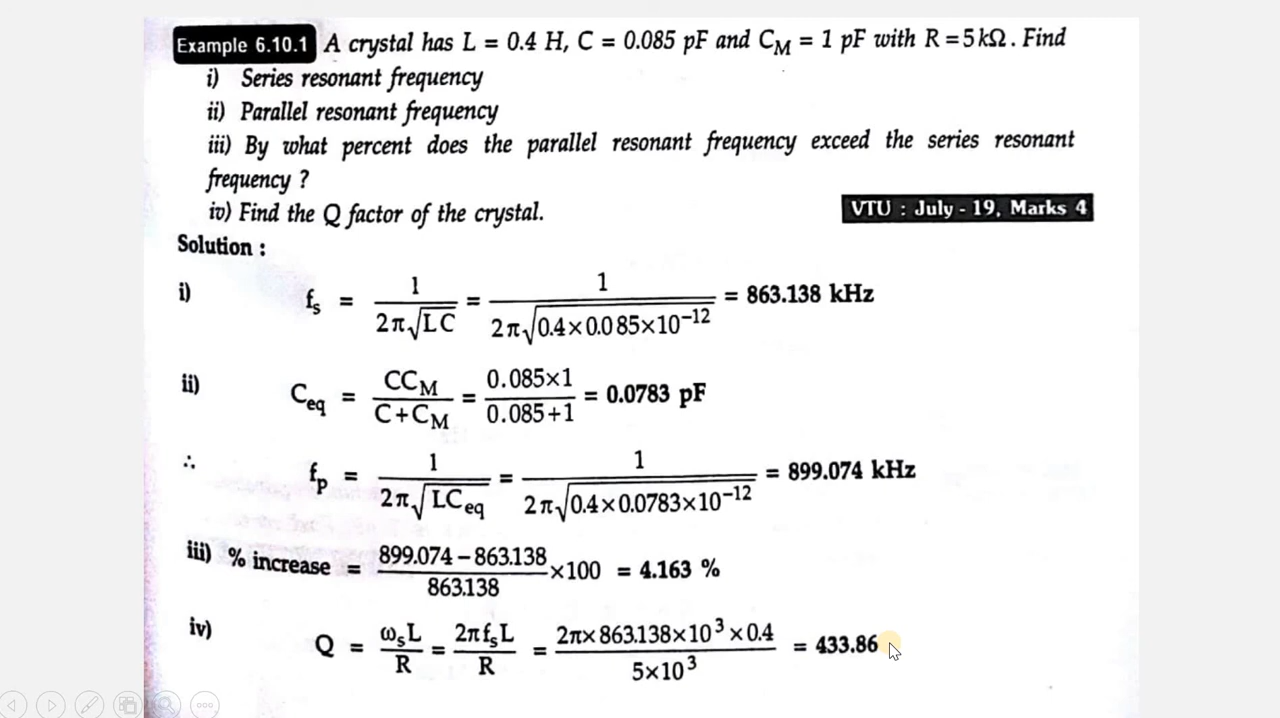 Example 6.10.1 A crystal has L = 0.4 H, C = 0.085 pF and C_M = 1 pF with R = 5 kΩ. Find
i) Series resonant frequency
ii) Parallel resonant frequency
iii) By what percent does the parallel resonant frequency exceed the series resonant
frequency ?
iv) Find the Q factor of the crystal.
VTU : July - 19, Marks 4
Solution :
i) f_s = 1 / (2π√(LC)) = 1 / (2π√(0.4×0.085×10^−12)) = 863.138 kHz
ii) C_eq = CC_M / (C+C_M) = (0.085×1) / (0.085+1) = 0.0783 pF
∴ f_p = 1 / (2π√(LC_eq)) = 1 / (2π√(0.4×0.0783×10^−12)) = 899.074 kHz
iii) % increase = (899.074 − 863.138) / 863.138 ×100 = 4.163 %
iv) Q = ω_sL / R = 2πf_sL / R = (2π×863.138×10^3×0.4) / (5×10^3) = 433.86